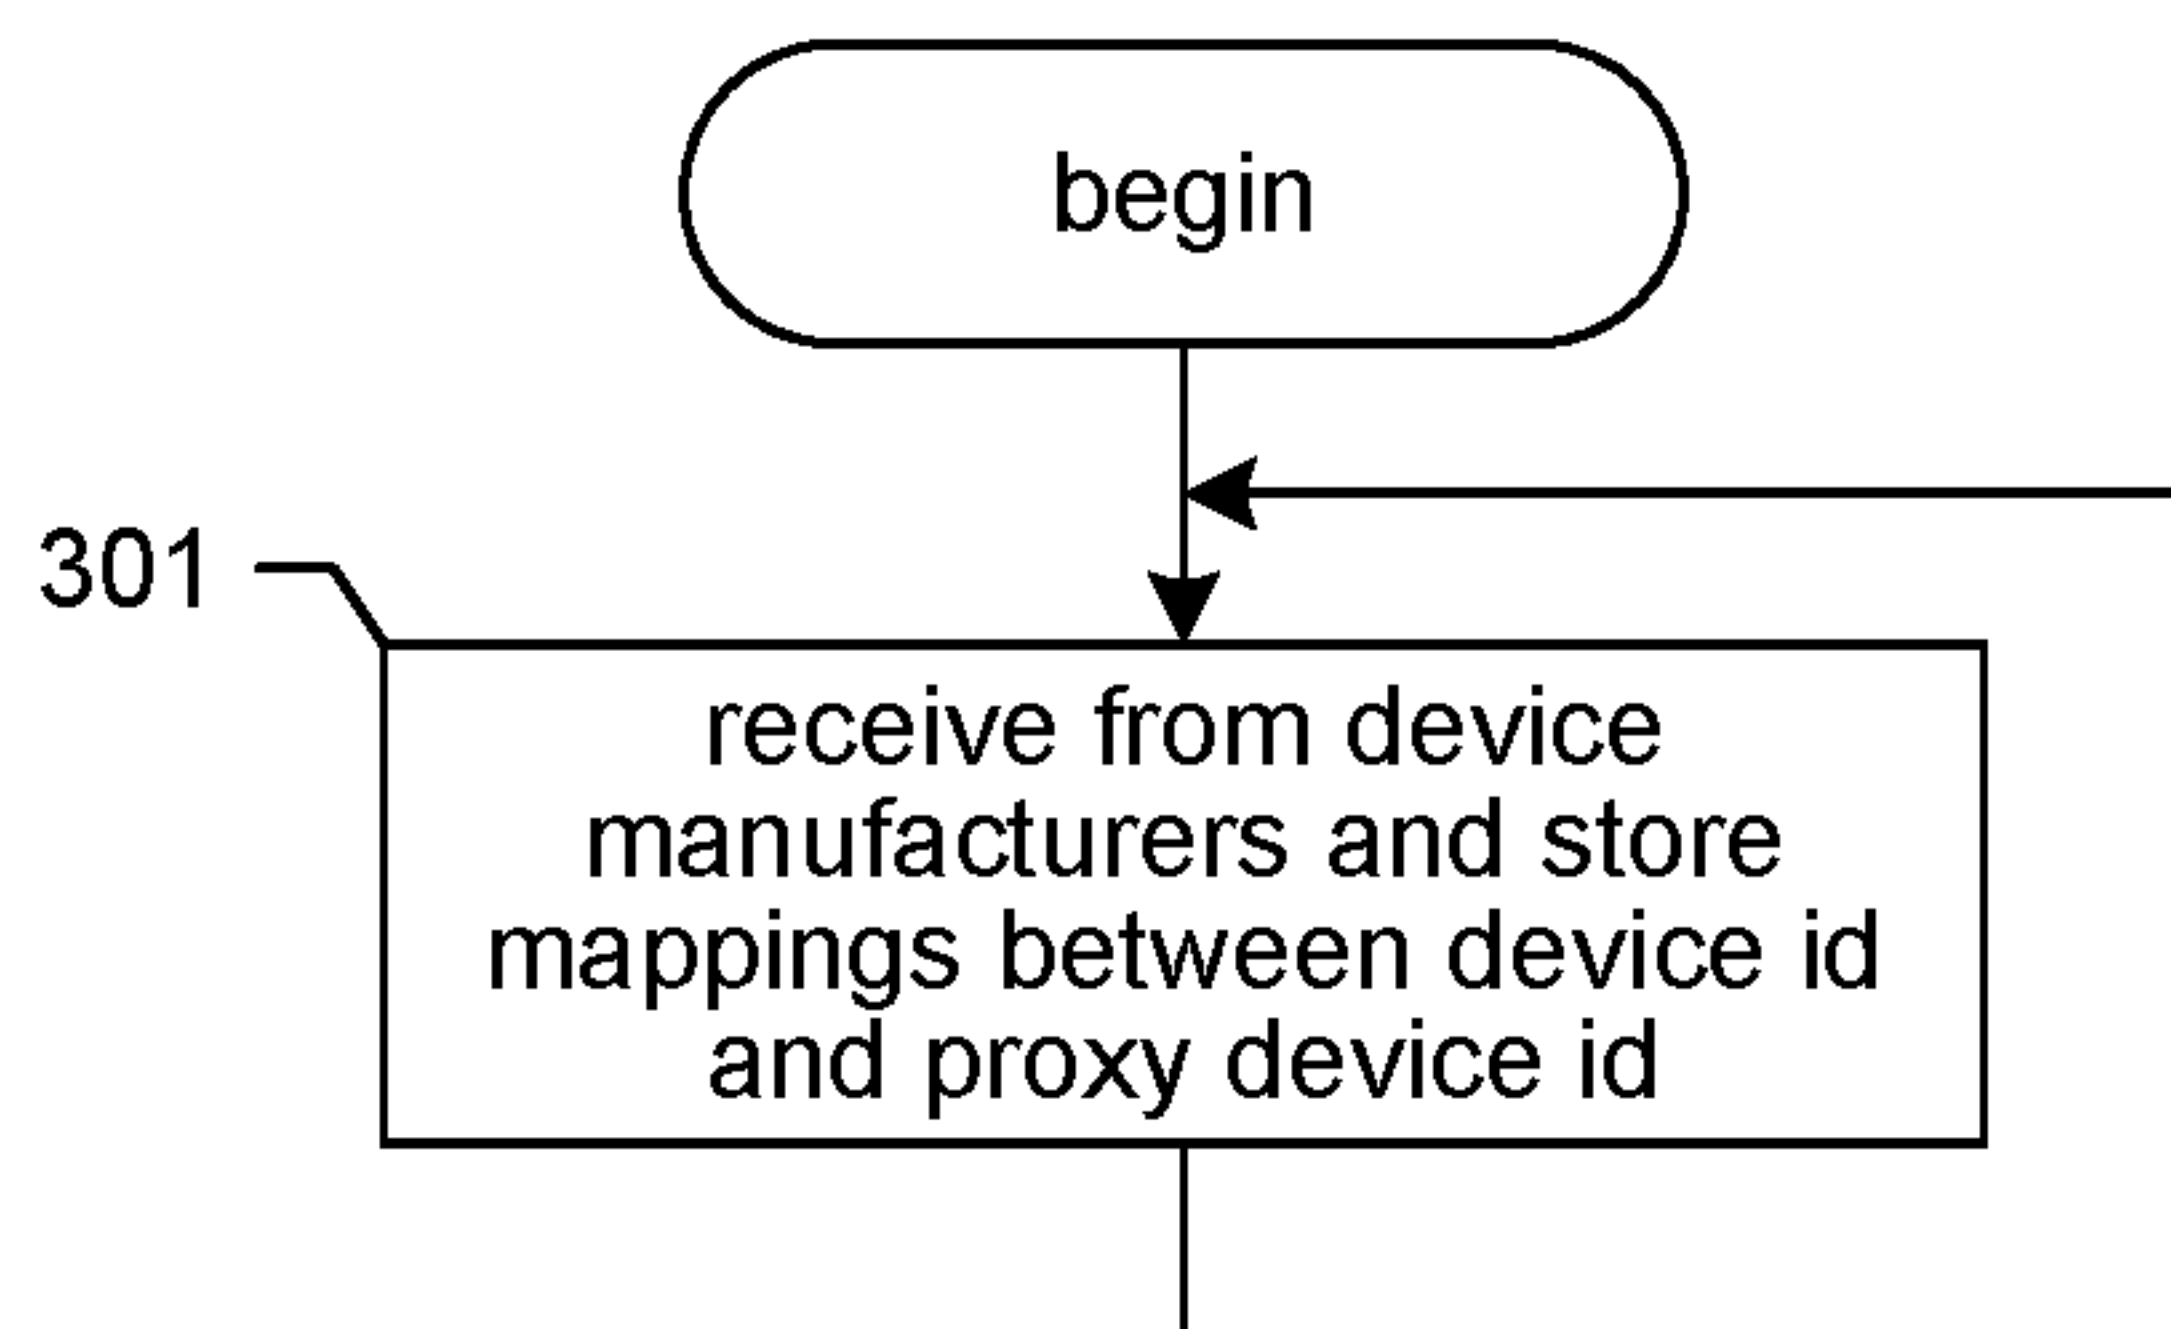 begin
301
receive from device
manufacturers and store
mappings between device id
and proxy device id